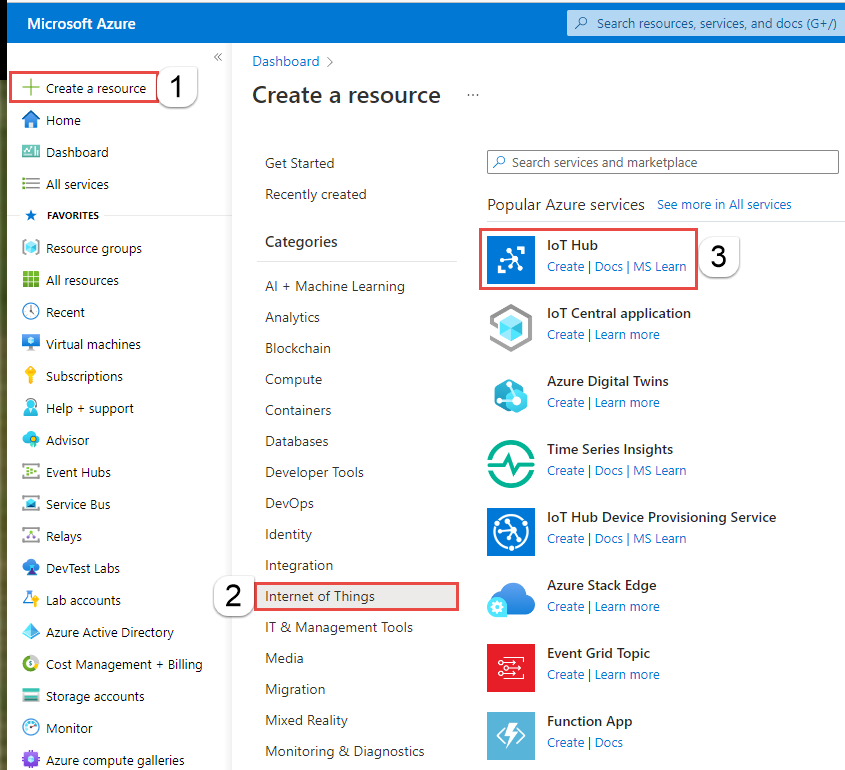 Microsoft Azure
Search resources, services, and docs (G+/)
«
Create a resource
1
Home
Dashboard
All services
FAVORITES
Resource groups
All resources
Recent
Virtual machines
Subscriptions
Help + support
Advisor
Event Hubs
Service Bus
Relays
DevTest Labs
Lab accounts
Azure Active Directory
Cost Management + Billing
Storage accounts
Monitor
Azure compute galleries
Dashboard >
Create a resource ...
Get Started
Recently created
Categories
AI + Machine Learning
Analytics
Blockchain
Compute
Containers
Databases
Developer Tools
DevOps
Identity
Integration
2
Internet of Things
IT & Management Tools
Media
Migration
Mixed Reality
Monitoring & Diagnostics
Search services and marketplace
Popular Azure services See more in All services
IoT Hub
Create | Docs | MS Learn
3
IoT Central application
Create | Learn more
Azure Digital Twins
Create | Learn more
Time Series Insights
Create | Docs | MS Learn
IoT Hub Device Provisioning Service
Create | Docs | MS Learn
Azure Stack Edge
Create | Learn more
Event Grid Topic
Create | Learn more
Function App
Create | Docs